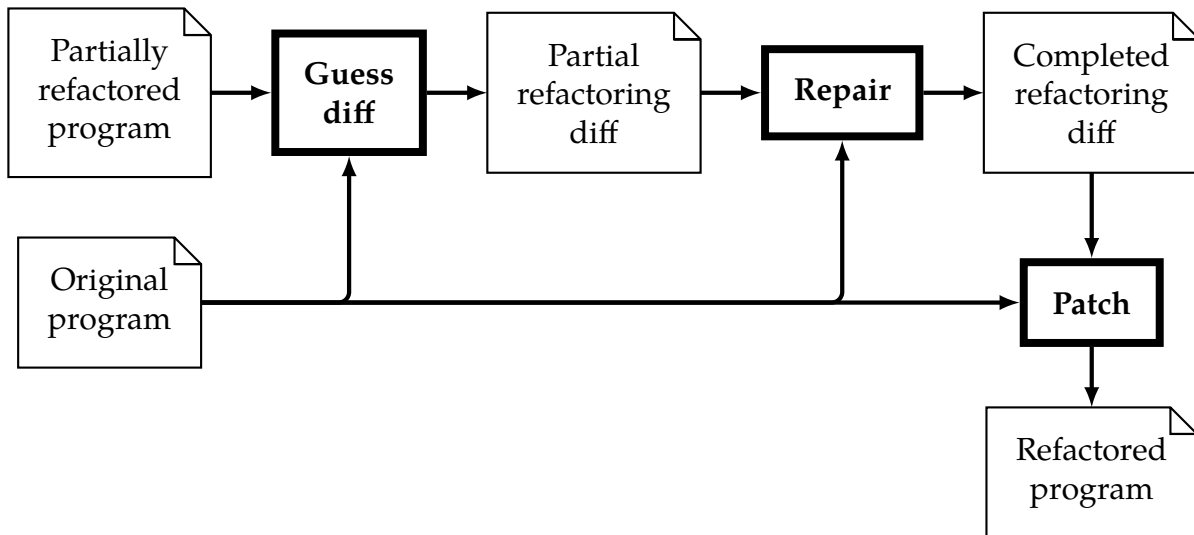 Partially
refactored
program
Guess
diff
Partial
refactoring
diff
Repair
Completed
refactoring
diff
Original
program
Patch
Refactored
program